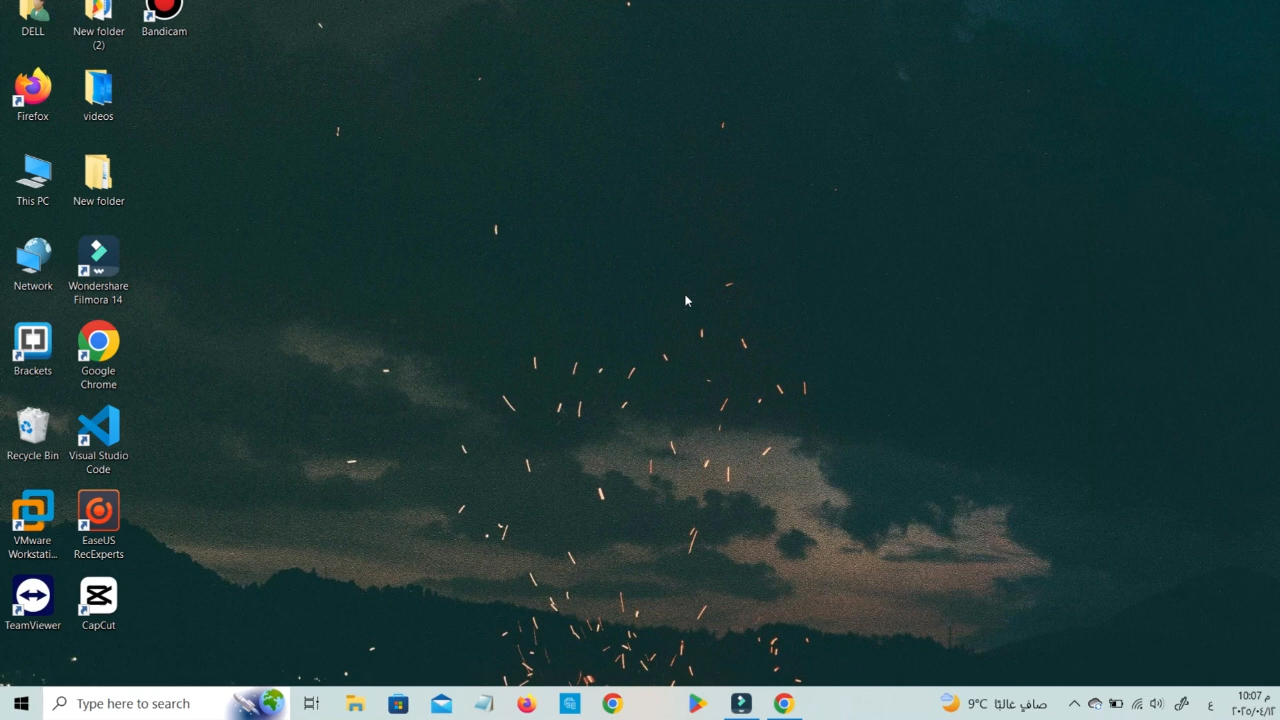 DELL
New folder
(2)
Bandicam
Firefox
videos
This PC
New folder
Network
Wondershare
Filmora 14
Brackets
Google
Chrome
Recycle Bin
Visual Studio
Code
VMware
Workstati...
EaseUS
RecExperts
TeamViewer
CapCut
Type here to search
9°C صافٍ غالبًا
ع
10:07
٢٠٢٥/٠٤/١٢